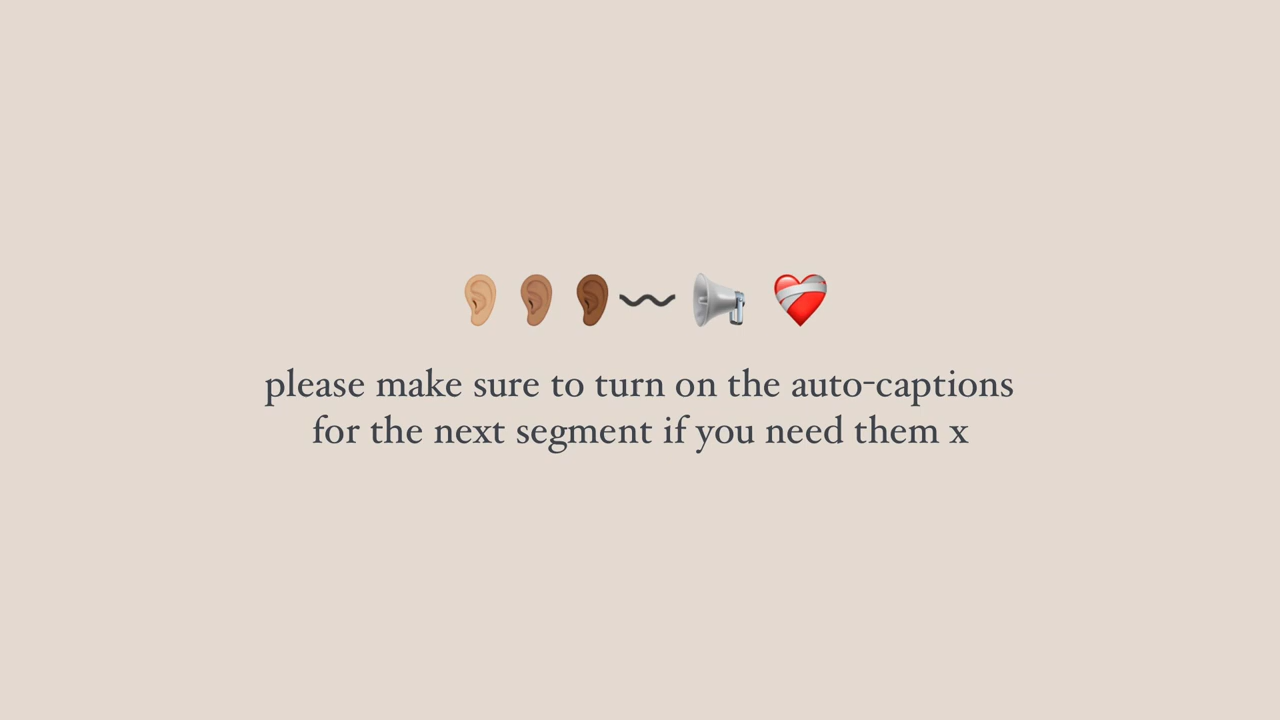 please make sure to turn on the auto-captions
for the next segment if you need them x